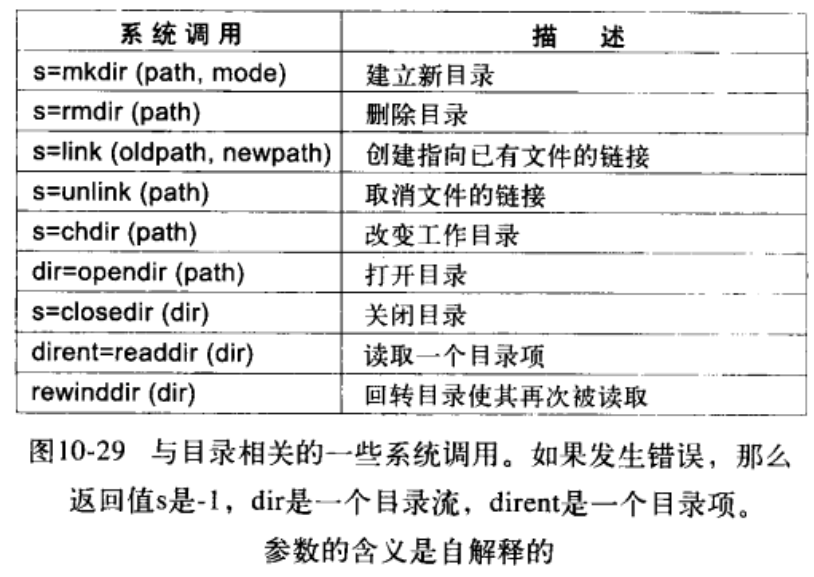 系统调用 描 述
s=mkdir (path, mode) 建立新目录
s=rmdir (path) 删除目录
s=link (oldpath, newpath) 创建指向已有文件的链接
s=unlink (path) 取消文件的链接
s=chdir (path) 改变工作目录
dir=opendir (path) 打开目录
s=closedir (dir) 关闭目录
dirent=readdir (dir) 读取一个目录项
rewinddir (dir) 回转目录使其再次被读取
图10-29 与目录相关的一些系统调用。如果发生错误，那么
返回值s是-1，dir是一个目录流，dirent是一个目录项。
参数的含义是自解释的